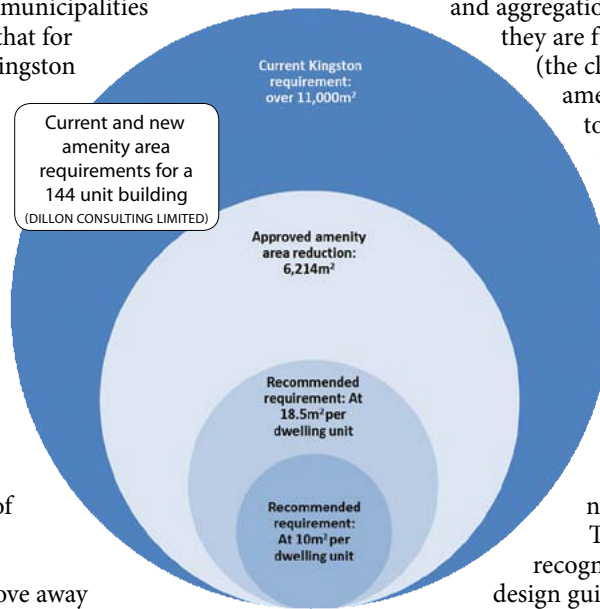 municipalities
that for
ingston
and aggregatio
they are f
(the cl
ame
to
Current Kingston
requirement:
over 11,000m²
Current and new
amenity area
requirements for a
144 unit building
(DILLON CONSULTING LIMITED)
Approved amenity
area reduction:
6,214m²
Recommended
requirement: At
18.5m² per
dwelling unit
Recommended
requirement:
At 10m² per
dwelling unit
of
ove away
n
T
recogn
design gui